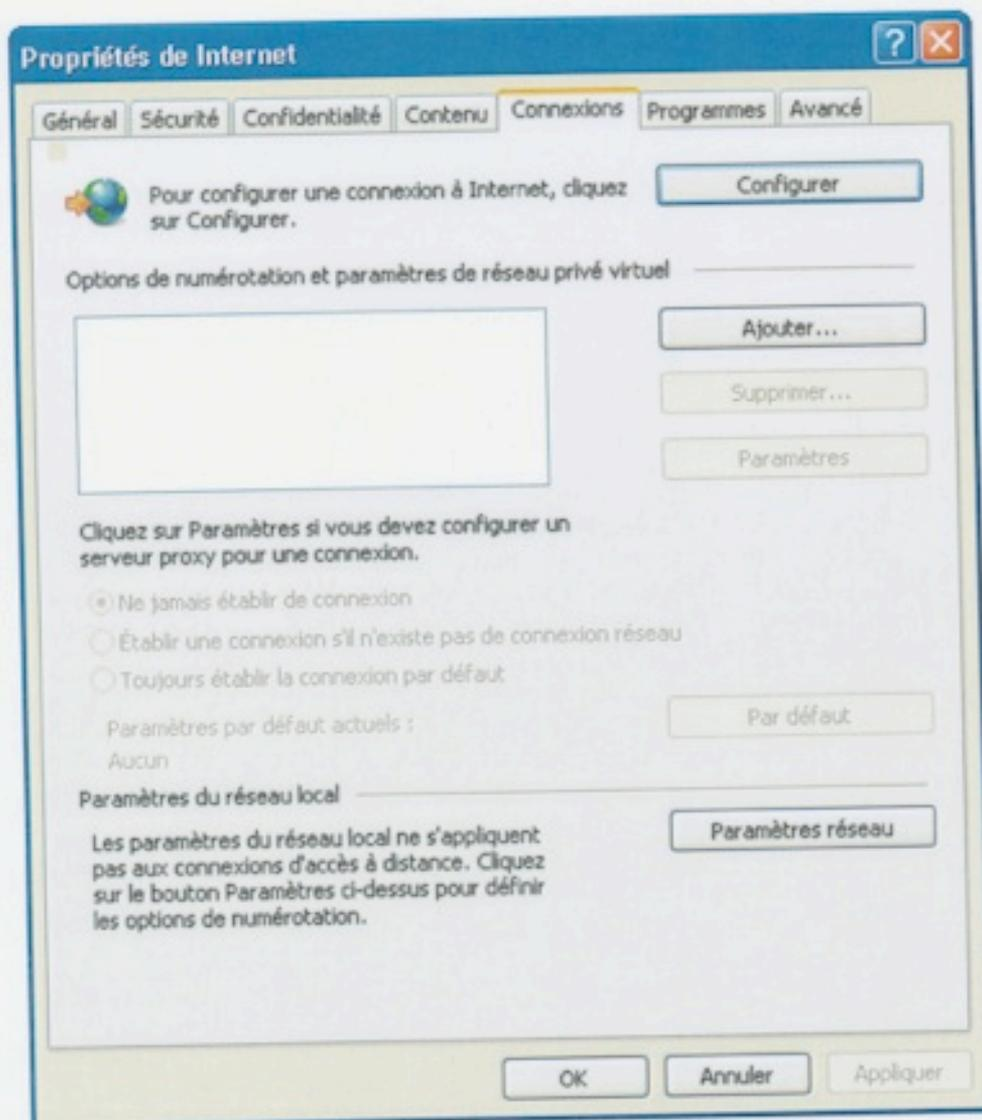 Propriétés de Internet
Général Sécurité Confidentialité Contenu Connexions Programmes Avancé
Pour configurer une connexion à Internet, cliquez
sur Configurer.
Configurer
Options de numérotation et paramètres de réseau privé virtuel
Ajouter...
Supprimer...
Paramètres
Cliquez sur Paramètres si vous devez configurer un
serveur proxy pour une connexion.
Ne jamais établir de connexion
Établir une connexion s'il n'existe pas de connexion réseau
Toujours établir la connexion par défaut
Paramètres par défaut actuels :
Aucun
Par défaut
Paramètres du réseau local
Les paramètres du réseau local ne s'appliquent
pas aux connexions d'accès à distance. Cliquez
sur le bouton Paramètres ci-dessus pour définir
les options de numérotation.
Paramètres réseau
OK Annuler Appliquer